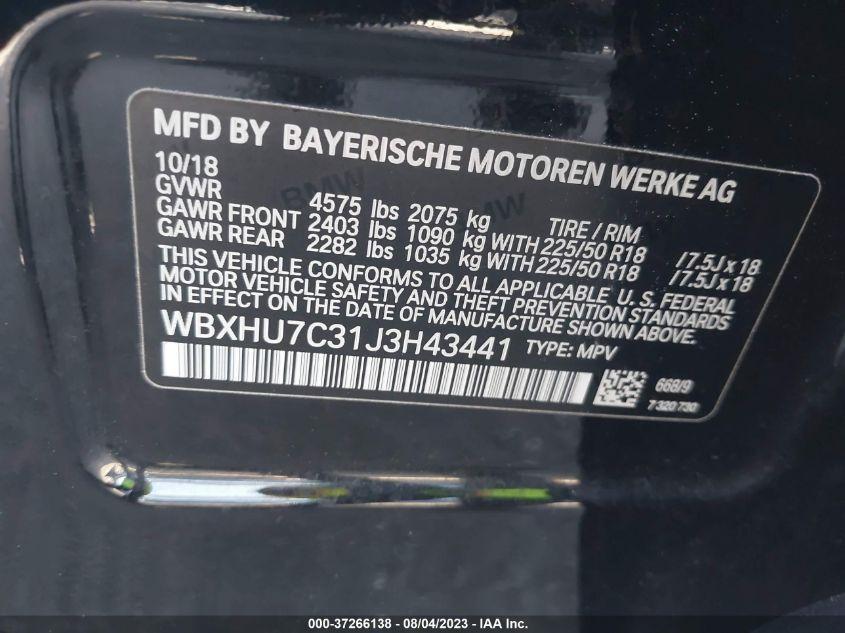 MFD BY BAYERISCHE MOTOREN WERKE AG
10/18
GVWR 4575 lbs 2075 kg TIRE / RIM
GAWR FRONT 2403 lbs 1090 kg WITH 225/50 R18 /7.5J x 18
GAWR REAR 2282 lbs 1035 kg WITH 225/50 R18 /7.5J x 18
THIS VEHICLE CONFORMS TO ALL APPLICABLE U. S. FEDERAL
MOTOR VEHICLE SAFETY AND THEFT PREVENTION STANDARDS
IN EFFECT ON THE DATE OF MANUFACTURE SHOWN ABOVE.
WBXHU7C31J3H43441 TYPE: MPV
668/9
7 320 730
BMW
BMW
000-37266138 - 08/04/2023 - IAA Inc.